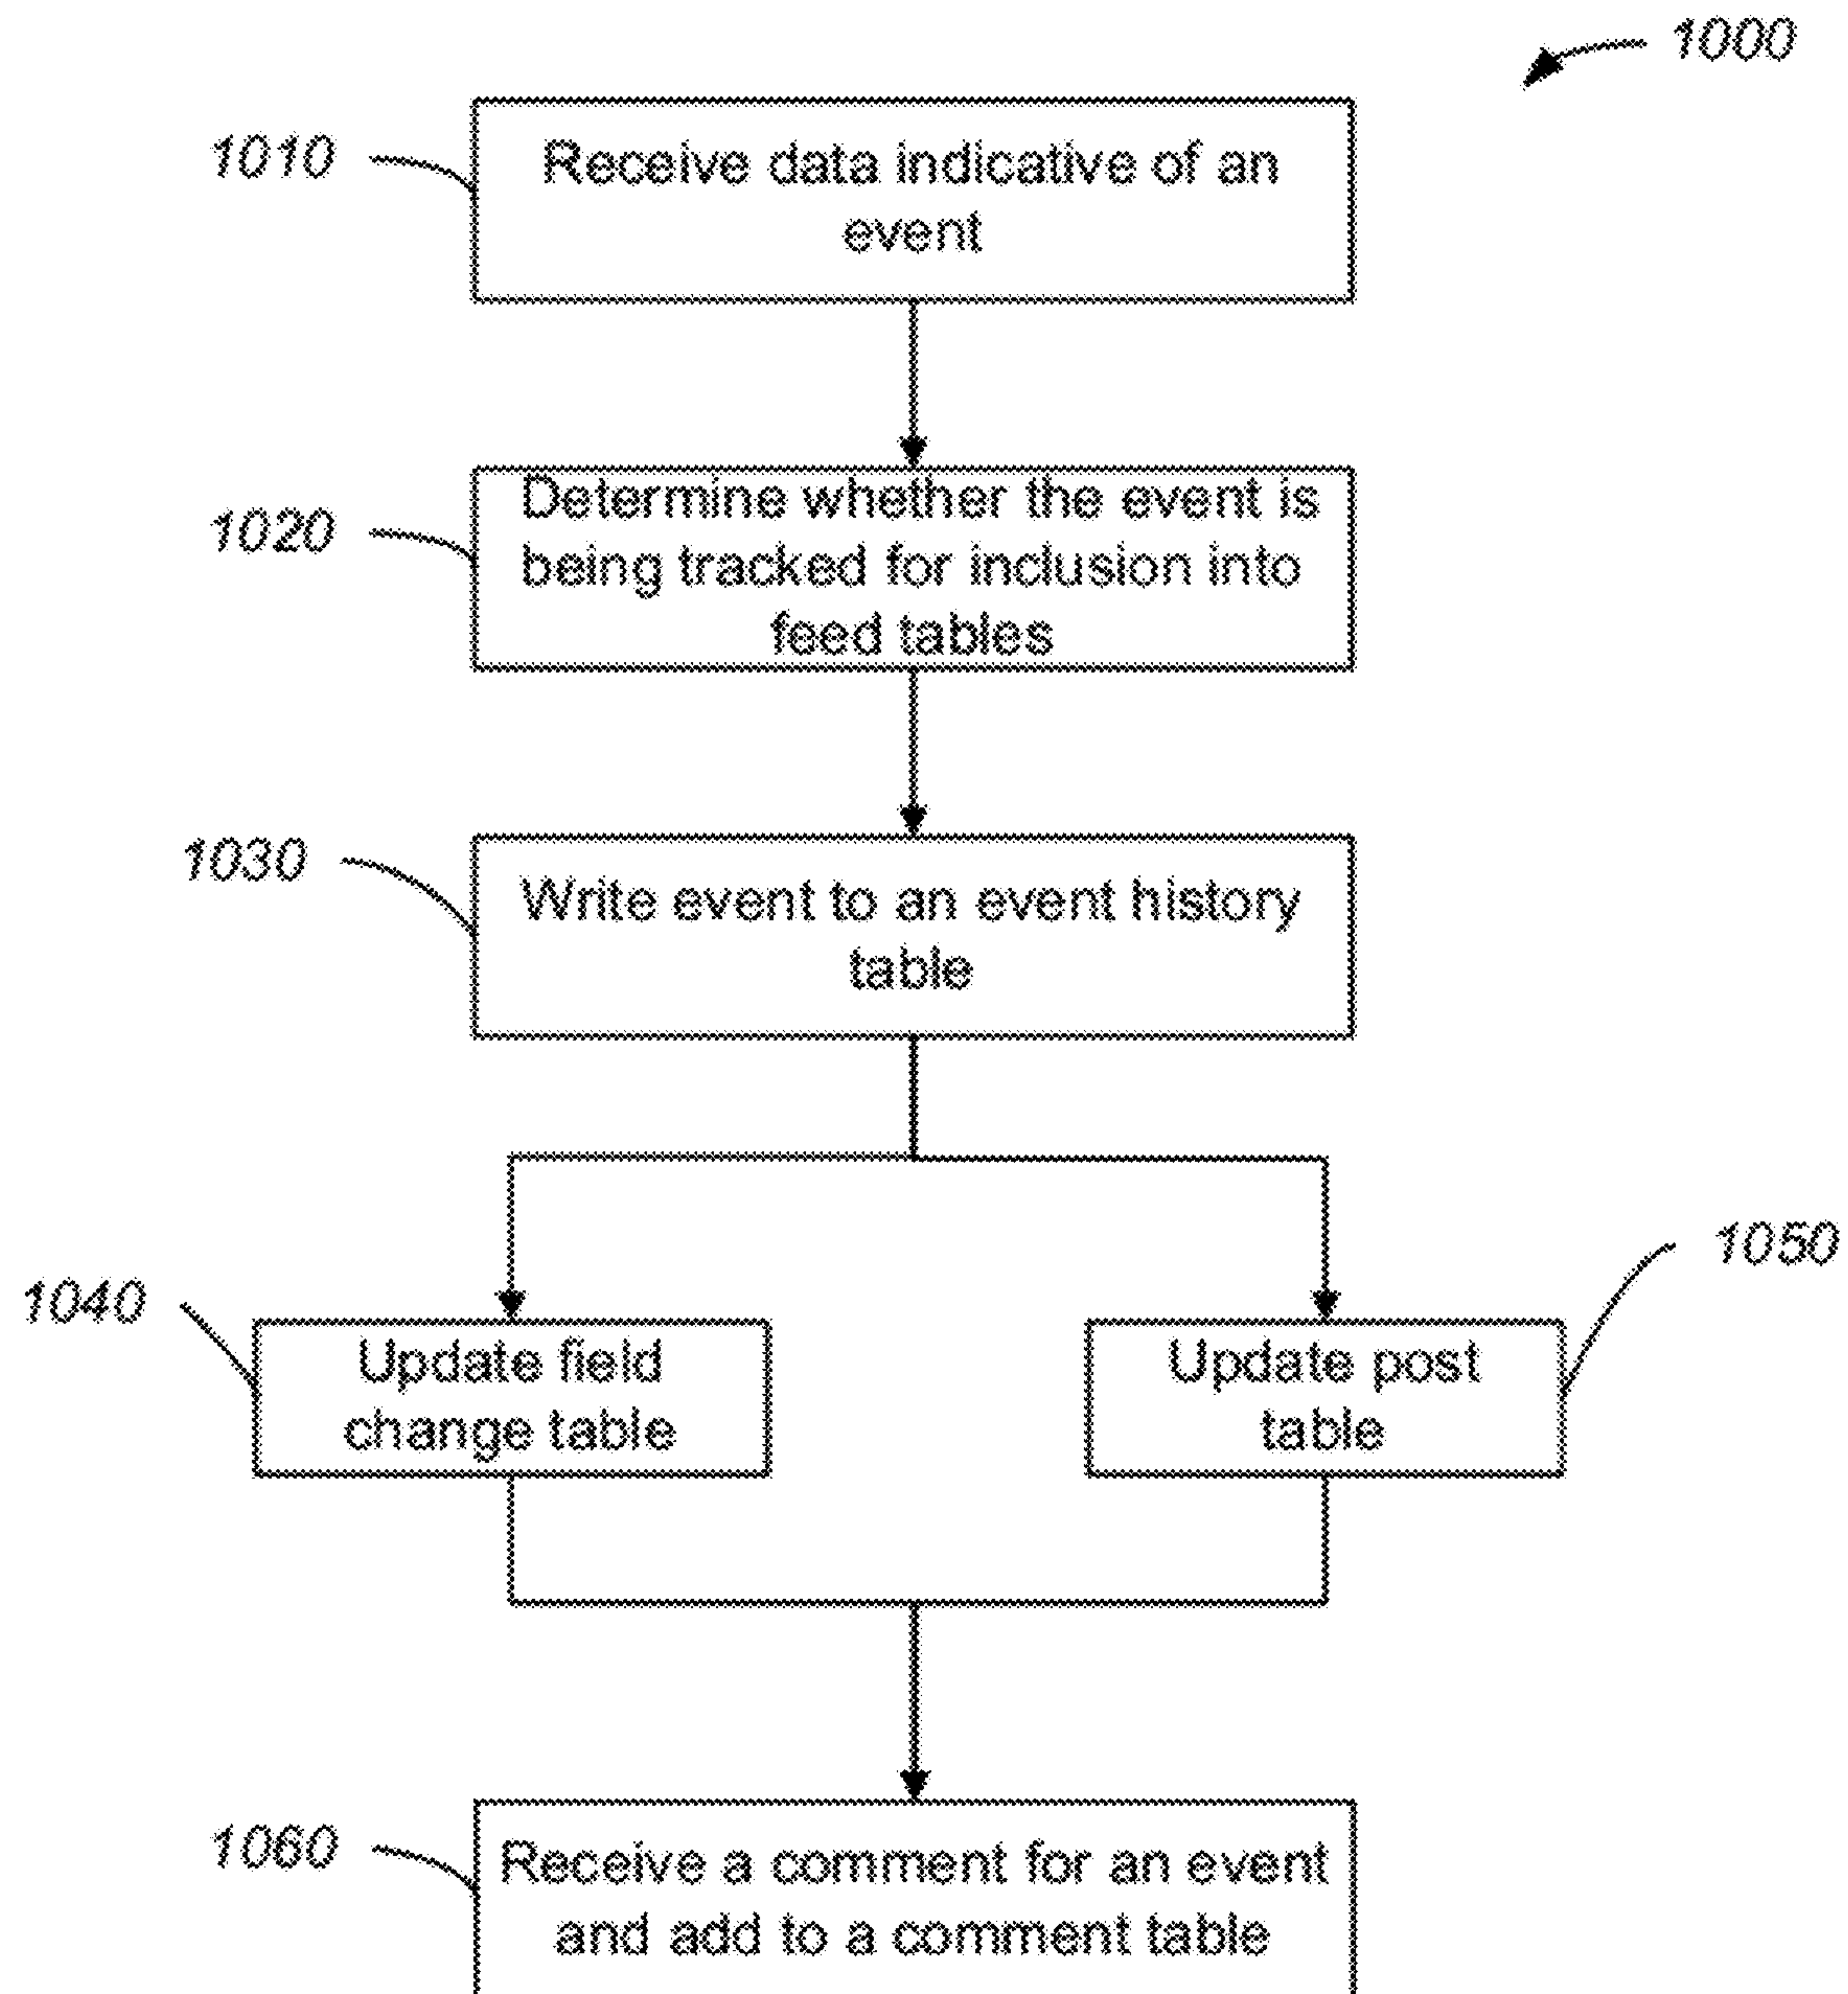 1000
1010
Receive data indicative of an
event
1020
Determine whether the event is
being tracked for inclusion into
feed tables
1030
Write event to an event history
table
1040
Update field
change table
1050
Update post
table
1060
Receive a comment for an event
and add to a comment table